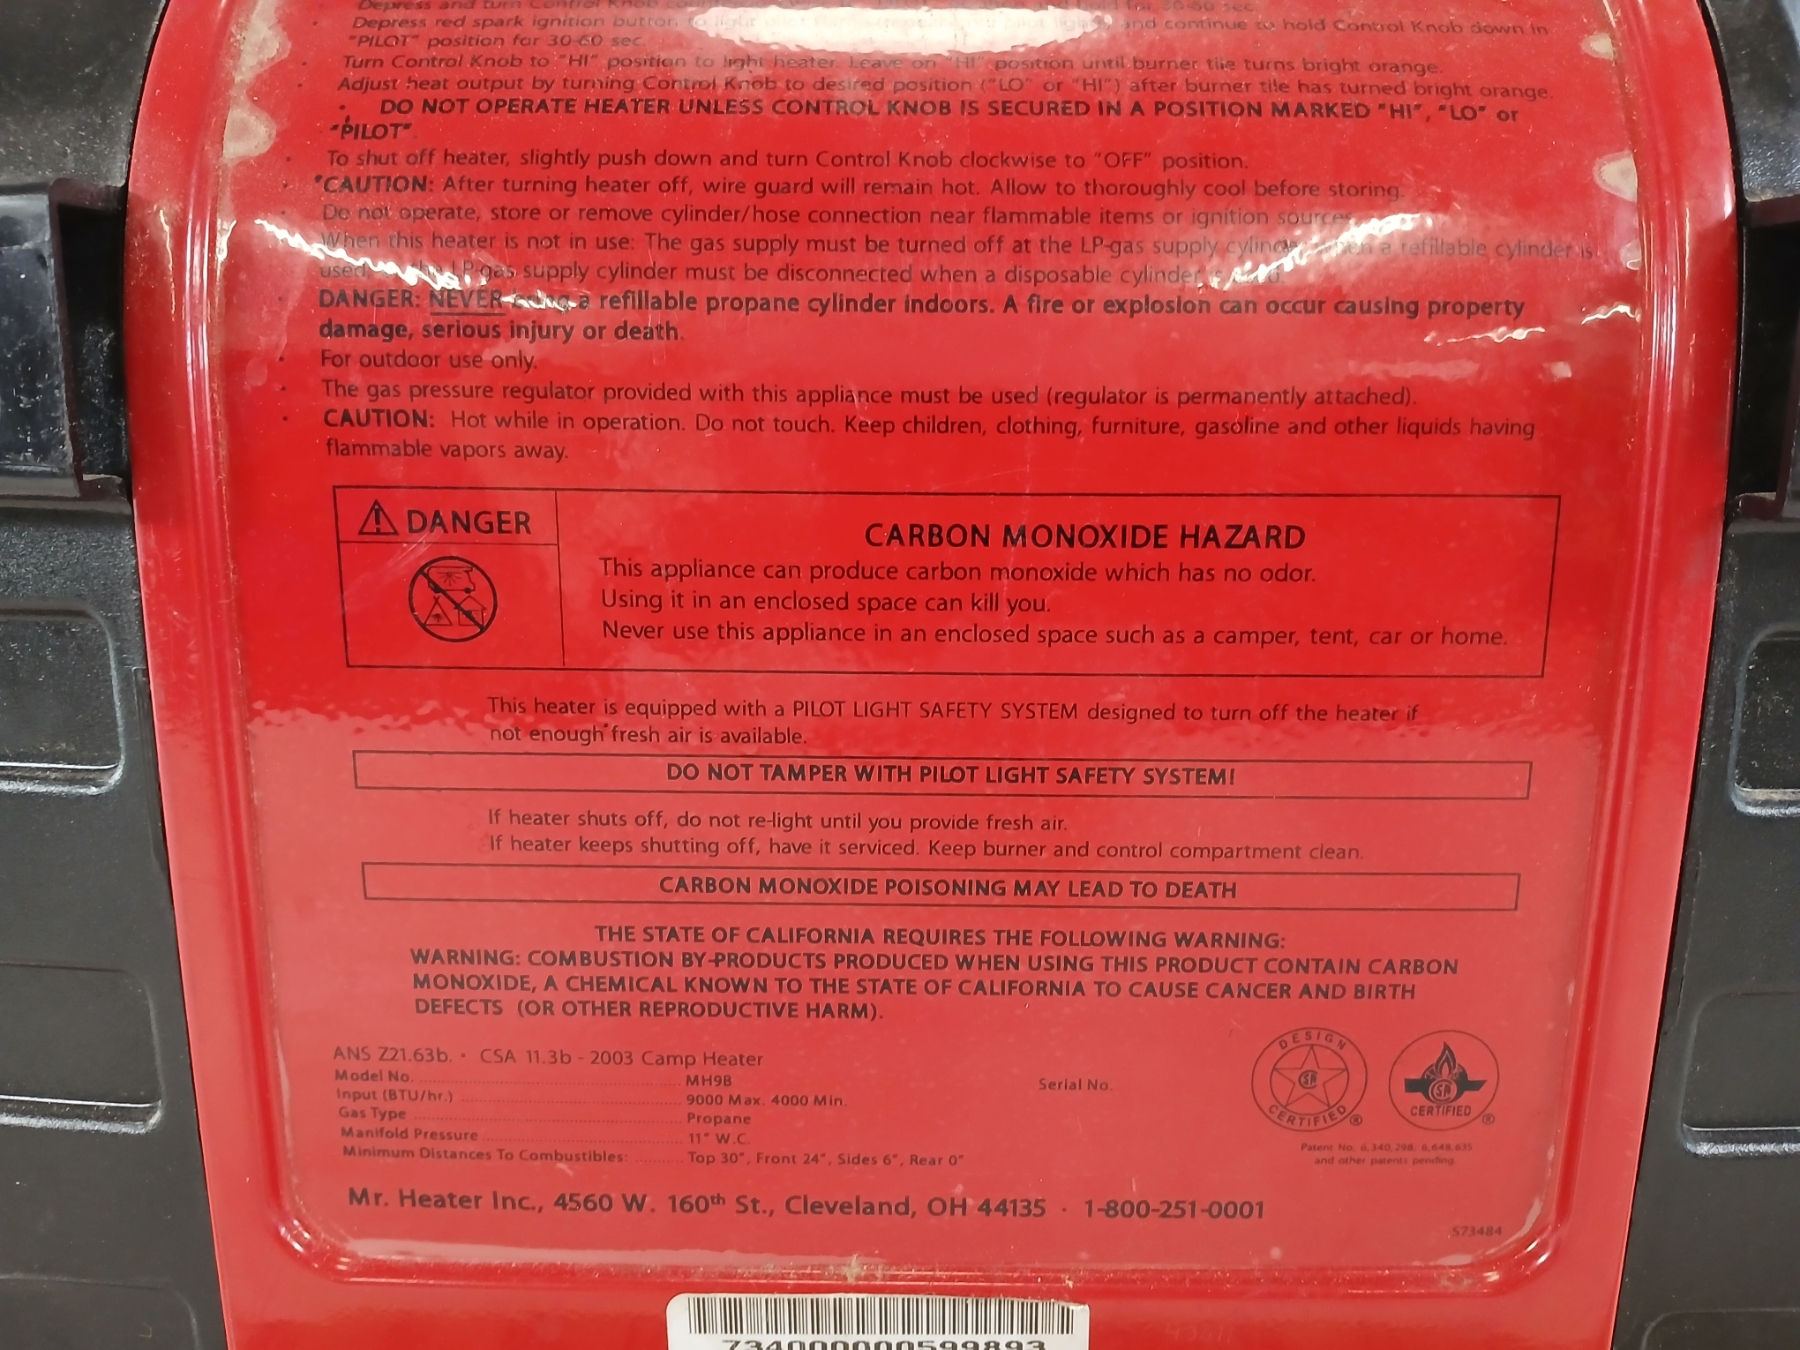 Depress and turn Control Knob
Depress red spark ignition button to light and continue to hold Control Knob down in
"PILOT" position for 30-60 sec.
Turn Control Knob to "HI" position to light heater. Leave on "HI" position until burner tile turns bright orange.
Adjust heat output by turning Control Knob to desired position ("LO" or "HI") after burner tile has turned bright orange.
DO NOT OPERATE HEATER UNLESS CONTROL KNOB IS SECURED IN A POSITION MARKED "HI", "LO" or
"PILOT".
To shut off heater, slightly push down and turn Control Knob clockwise to "OFF" position.
*CAUTION: After turning heater off, wire guard will remain hot. Allow to thoroughly cool before storing.
Do not operate, store or remove cylinder/hose connection near flammable items or ignition sources
When this heater is not in use: The gas supply must be turned off at the LP-gas supply cylinder when a refillable cylinder is
used, LP-gas supply cylinder must be disconnected when a disposable cylinder is used.
DANGER: NEVER a refillable propane cylinder indoors. A fire or explosion can occur causing property
damage, serious injury or death.
For outdoor use only.
The gas pressure regulator provided with this appliance must be used (regulator is permanently attached).
CAUTION: Hot while in operation. Do not touch. Keep children, clothing, furniture, gasoline and other liquids having
flammable vapors away.
DANGER
CARBON MONOXIDE HAZARD
This appliance can produce carbon monoxide which has no odor.
Using it in an enclosed space can kill you.
Never use this appliance in an enclosed space such as a camper, tent, car or home.
This heater is equipped with a PILOT LIGHT SAFETY SYSTEM designed to turn off the heater if
not enough fresh air is available.
DO NOT TAMPER WITH PILOT LIGHT SAFETY SYSTEM!
If heater shuts off, do not re-light until you provide fresh air.
If heater keeps shutting off, have it serviced. Keep burner and control compartment clean.
CARBON MONOXIDE POISONING MAY LEAD TO DEATH
THE STATE OF CALIFORNIA REQUIRES THE FOLLOWING WARNING:
WARNING: COMBUSTION BY-PRODUCTS PRODUCED WHEN USING THIS PRODUCT CONTAIN CARBON
MONOXIDE, A CHEMICAL KNOWN TO THE STATE OF CALIFORNIA TO CAUSE CANCER AND BIRTH
DEFECTS (OR OTHER REPRODUCTIVE HARM).
ANS Z21.63b. • CSA 11.3b - 2003 Camp Heater
Model No. MH9B
Serial No.
Input (BTU/hr.) 9000 Max. 4000 Min.
Gas Type Propane
Manifold Pressure 11" W.C.
Minimum Distances To Combustibles: Top 30", Front 24", Sides 6", Rear 0"
DESIGN
CERTIFIED ®
CERTIFIED ®
Patent No. 6,340,298; 6,648,635
and other patents pending
Mr. Heater Inc., 4560 W. 160th St., Cleveland, OH 44135 · 1-800-251-0001
S73484
734000000599893